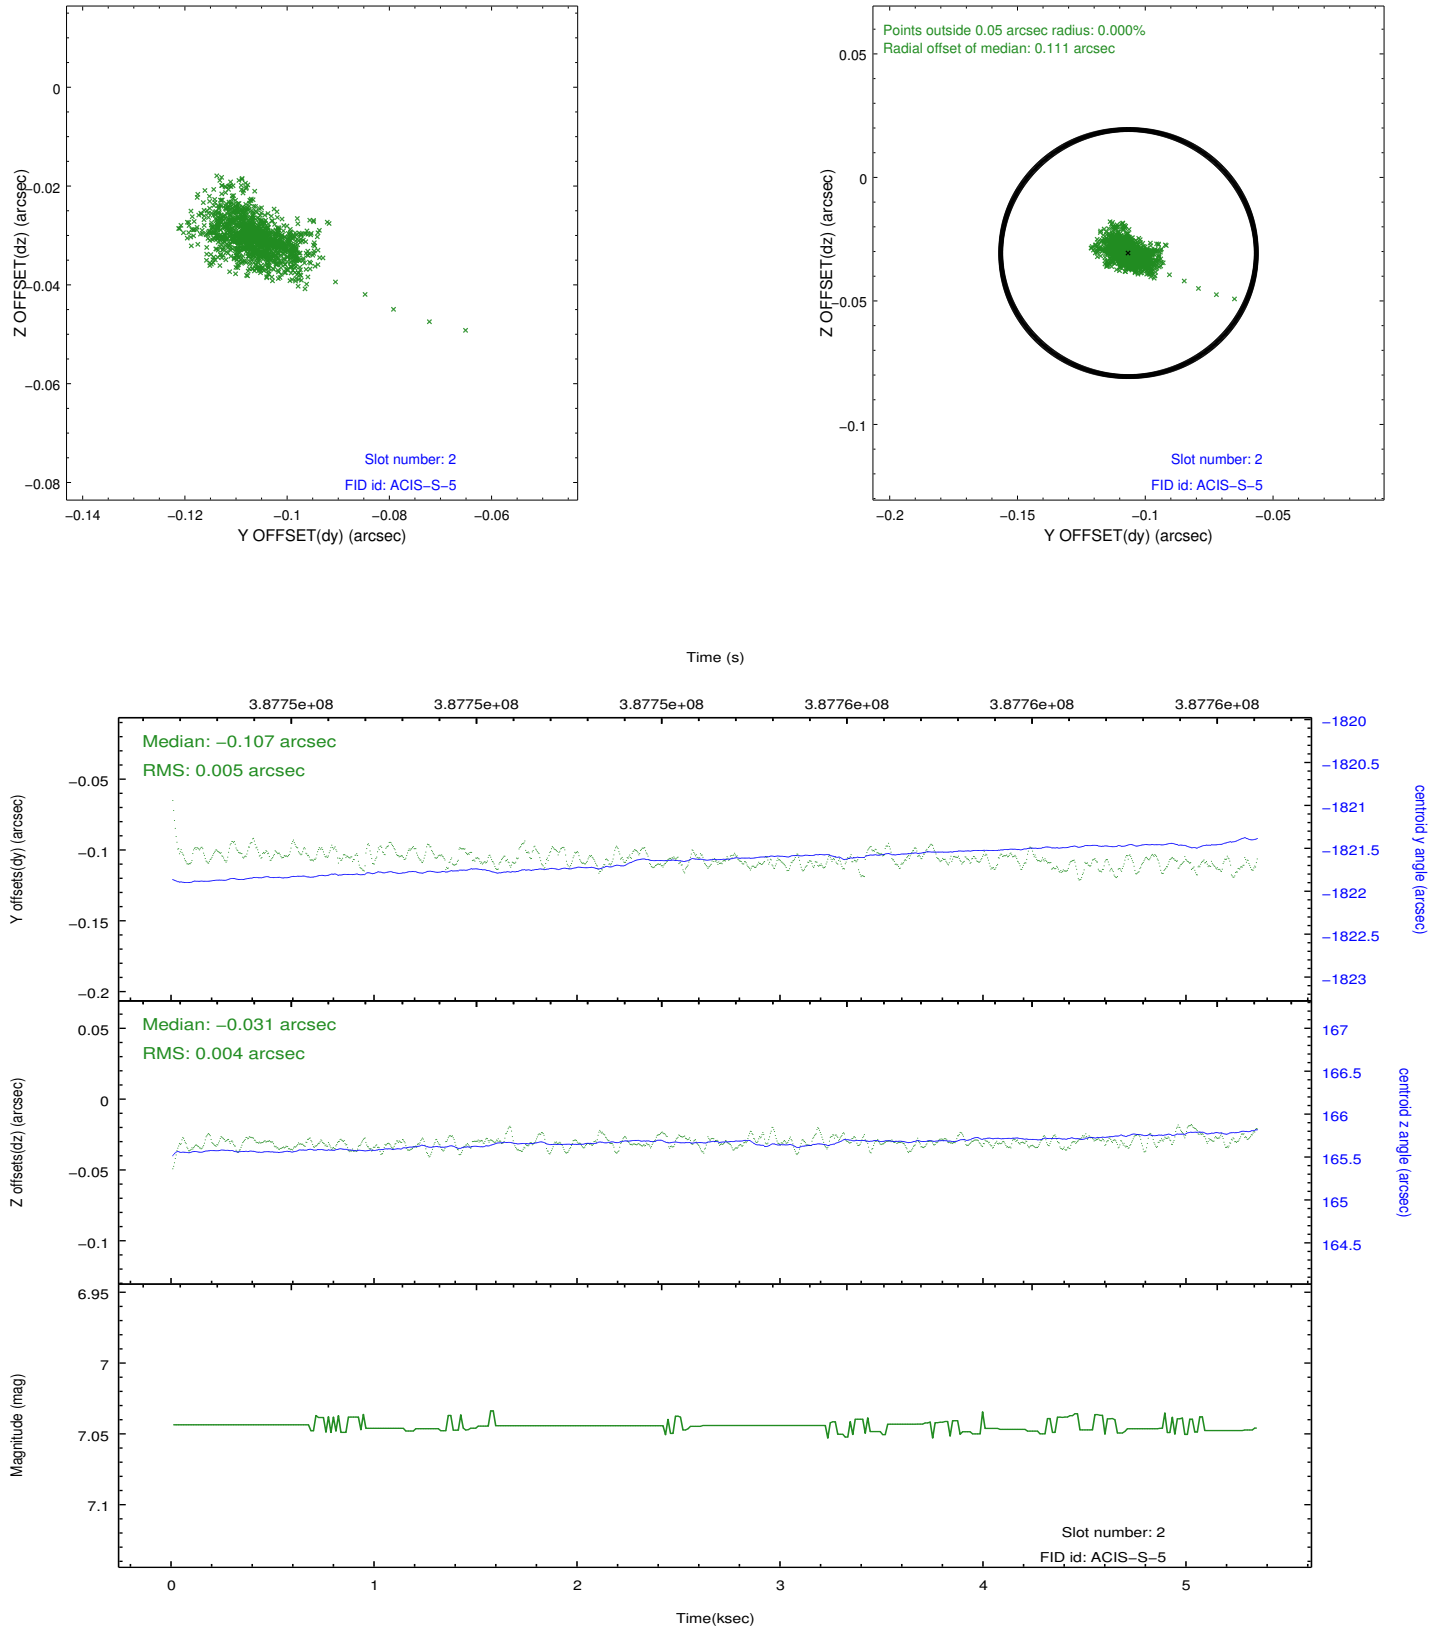 0
−0.02
−0.04
−0.06
−0.08
Z OFFSET(dz) (arcsec)
−0.14
−0.12
−0.1
−0.08
−0.06
Y OFFSET(dy) (arcsec)
Slot number: 2
FID id: ACIS−S−5
Points outside 0.05 arcsec radius: 0.000%
Radial offset of median: 0.111 arcsec
0.05
0
−0.05
−0.1
Z OFFSET(dz) (arcsec)
Slot number: 2
FID id: ACIS−S−5
−0.2
−0.15
−0.1
−0.05
Y OFFSET(dy) (arcsec)
Time (s)
3.8775e+08
3.8775e+08
3.8775e+08
3.8776e+08
3.8776e+08
3.8776e+08
Median: −0.107 arcsec
RMS: 0.005 arcsec
−0.05
−0.1
−0.15
−0.2
Y offsets(dy) (arcsec)
−1820
−1820.5
−1821
−1821.5
−1822
−1822.5
−1823
centroid y angle (arcsec)
Median: −0.031 arcsec
RMS: 0.004 arcsec
0.05
0
−0.05
−0.1
Z offsets(dz) (arcsec)
167
166.5
166
165.5
165
164.5
centroid z angle (arcsec)
6.95
7
7.05
7.1
Magnitude (mag)
Slot number: 2
FID id: ACIS−S−5
0
1
2
3
4
5
Time(ksec)